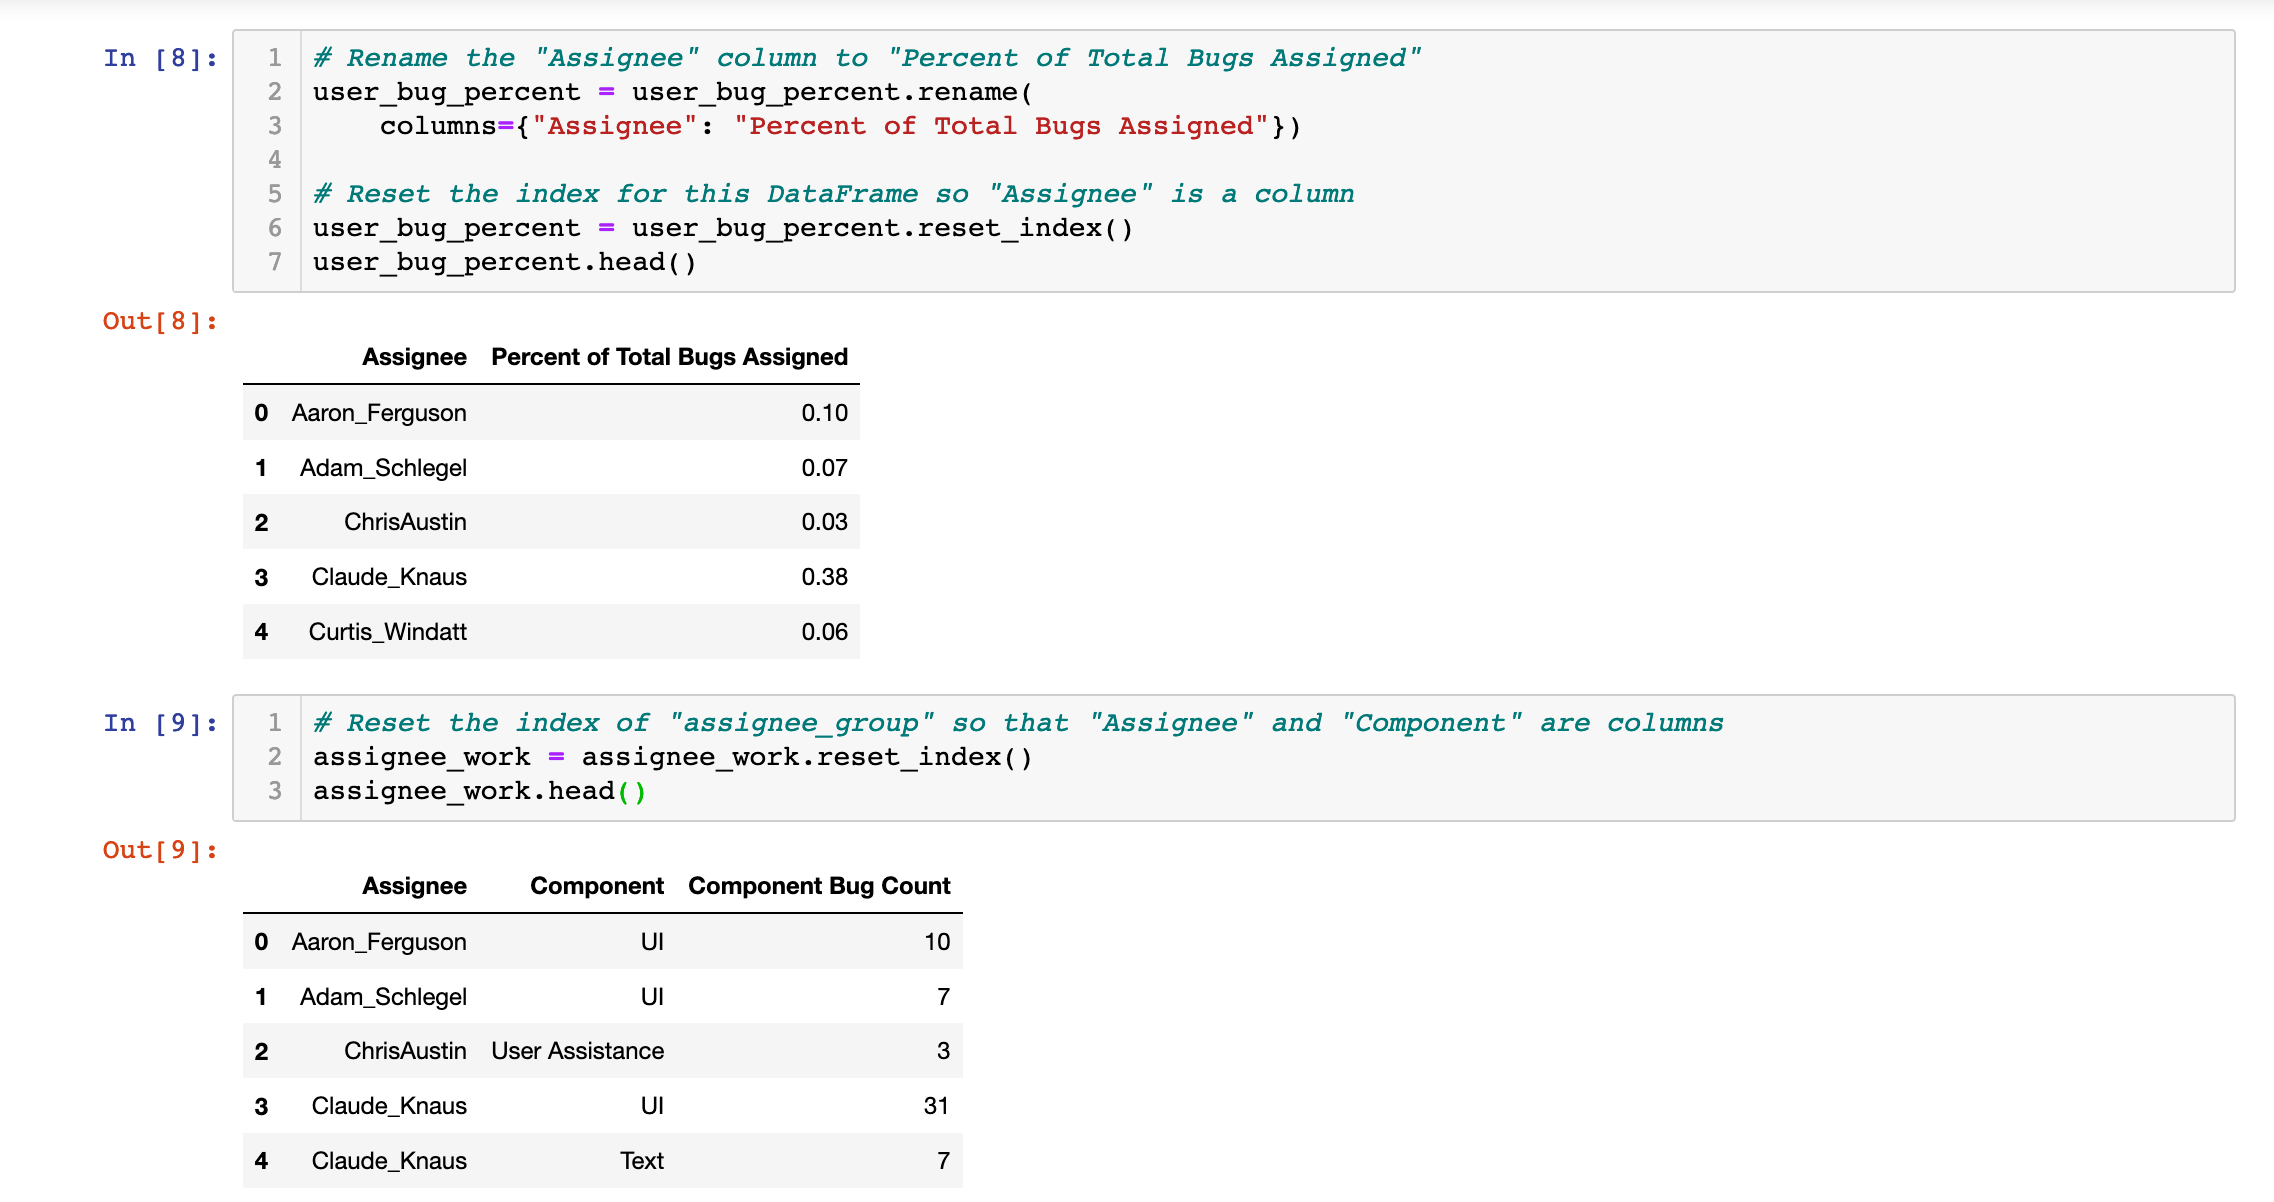 In [8]:
1 # Rename the "Assignee" column to "Percent of Total Bugs Assigned"
2 user_bug_percent = user_bug_percent.rename(
3     columns={"Assignee": "Percent of Total Bugs Assigned"})
4
5 # Reset the index for this DataFrame so "Assignee" is a column
6 user_bug_percent = user_bug_percent.reset_index()
7 user_bug_percent.head()
Out[8]:
Assignee Percent of Total Bugs Assigned
0 Aaron_Ferguson 0.10
1 Adam_Schlegel 0.07
2 ChrisAustin 0.03
3 Claude_Knaus 0.38
4 Curtis_Windatt 0.06
In [9]:
1 # Reset the index of "assignee_group" so that "Assignee" and "Component" are columns
2 assignee_work = assignee_work.reset_index()
3 assignee_work.head()
Out[9]:
Assignee Component Component Bug Count
0 Aaron_Ferguson UI 10
1 Adam_Schlegel UI 7
2 ChrisAustin User Assistance 3
3 Claude_Knaus UI 31
4 Claude_Knaus Text 7